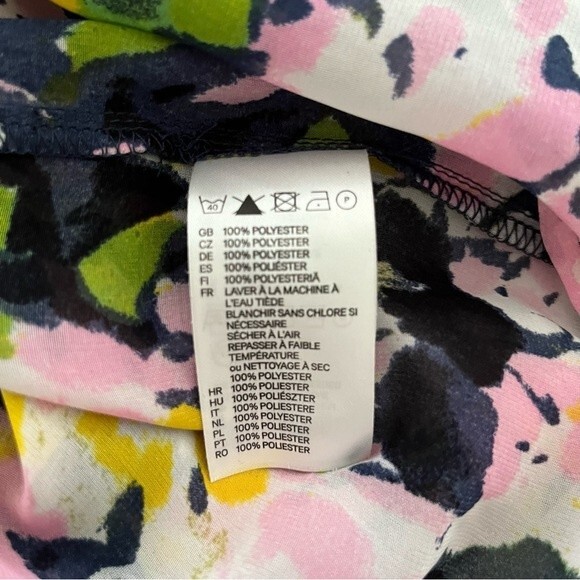 40 P
GB 100% POLYESTER
CZ 100% POLYESTER
DE 100% POLYESTER
ES 100% POLIÉSTER
FI 100% POLYESTERIÄ
FR LAVER À LA MACHINE À
L'EAU TIÈDE
BLANCHIR SANS CHLORE SI
NÉCESSAIRE
SÉCHER À L'AIR
REPASSER À FAIBLE
TEMPÉRATURE
OU NETTOYAGE À SEC
100% POLYESTER
HR 100% POLIESTER
HU 100% POLIÉSZTER
IT 100% POLIESTERE
NL 100% POLYESTER
PL 100% POLIESTER
PT 100% POLIÉSTER
RO 100% POLIESTER